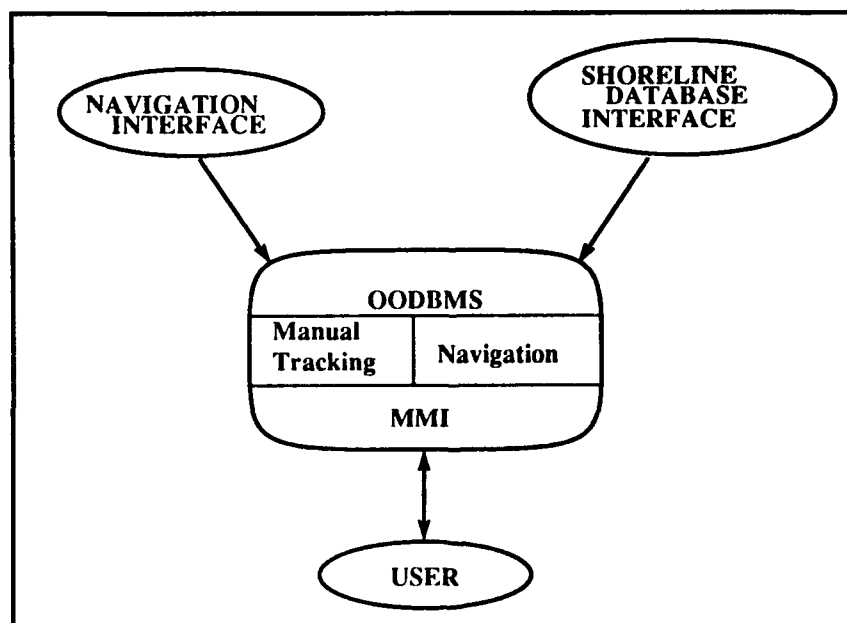 NAVIGATION
INTERFACE
SHORELINE
DATABASE
INTERFACE
OODBMS
Manual
Tracking
Navigation
MMI
USER